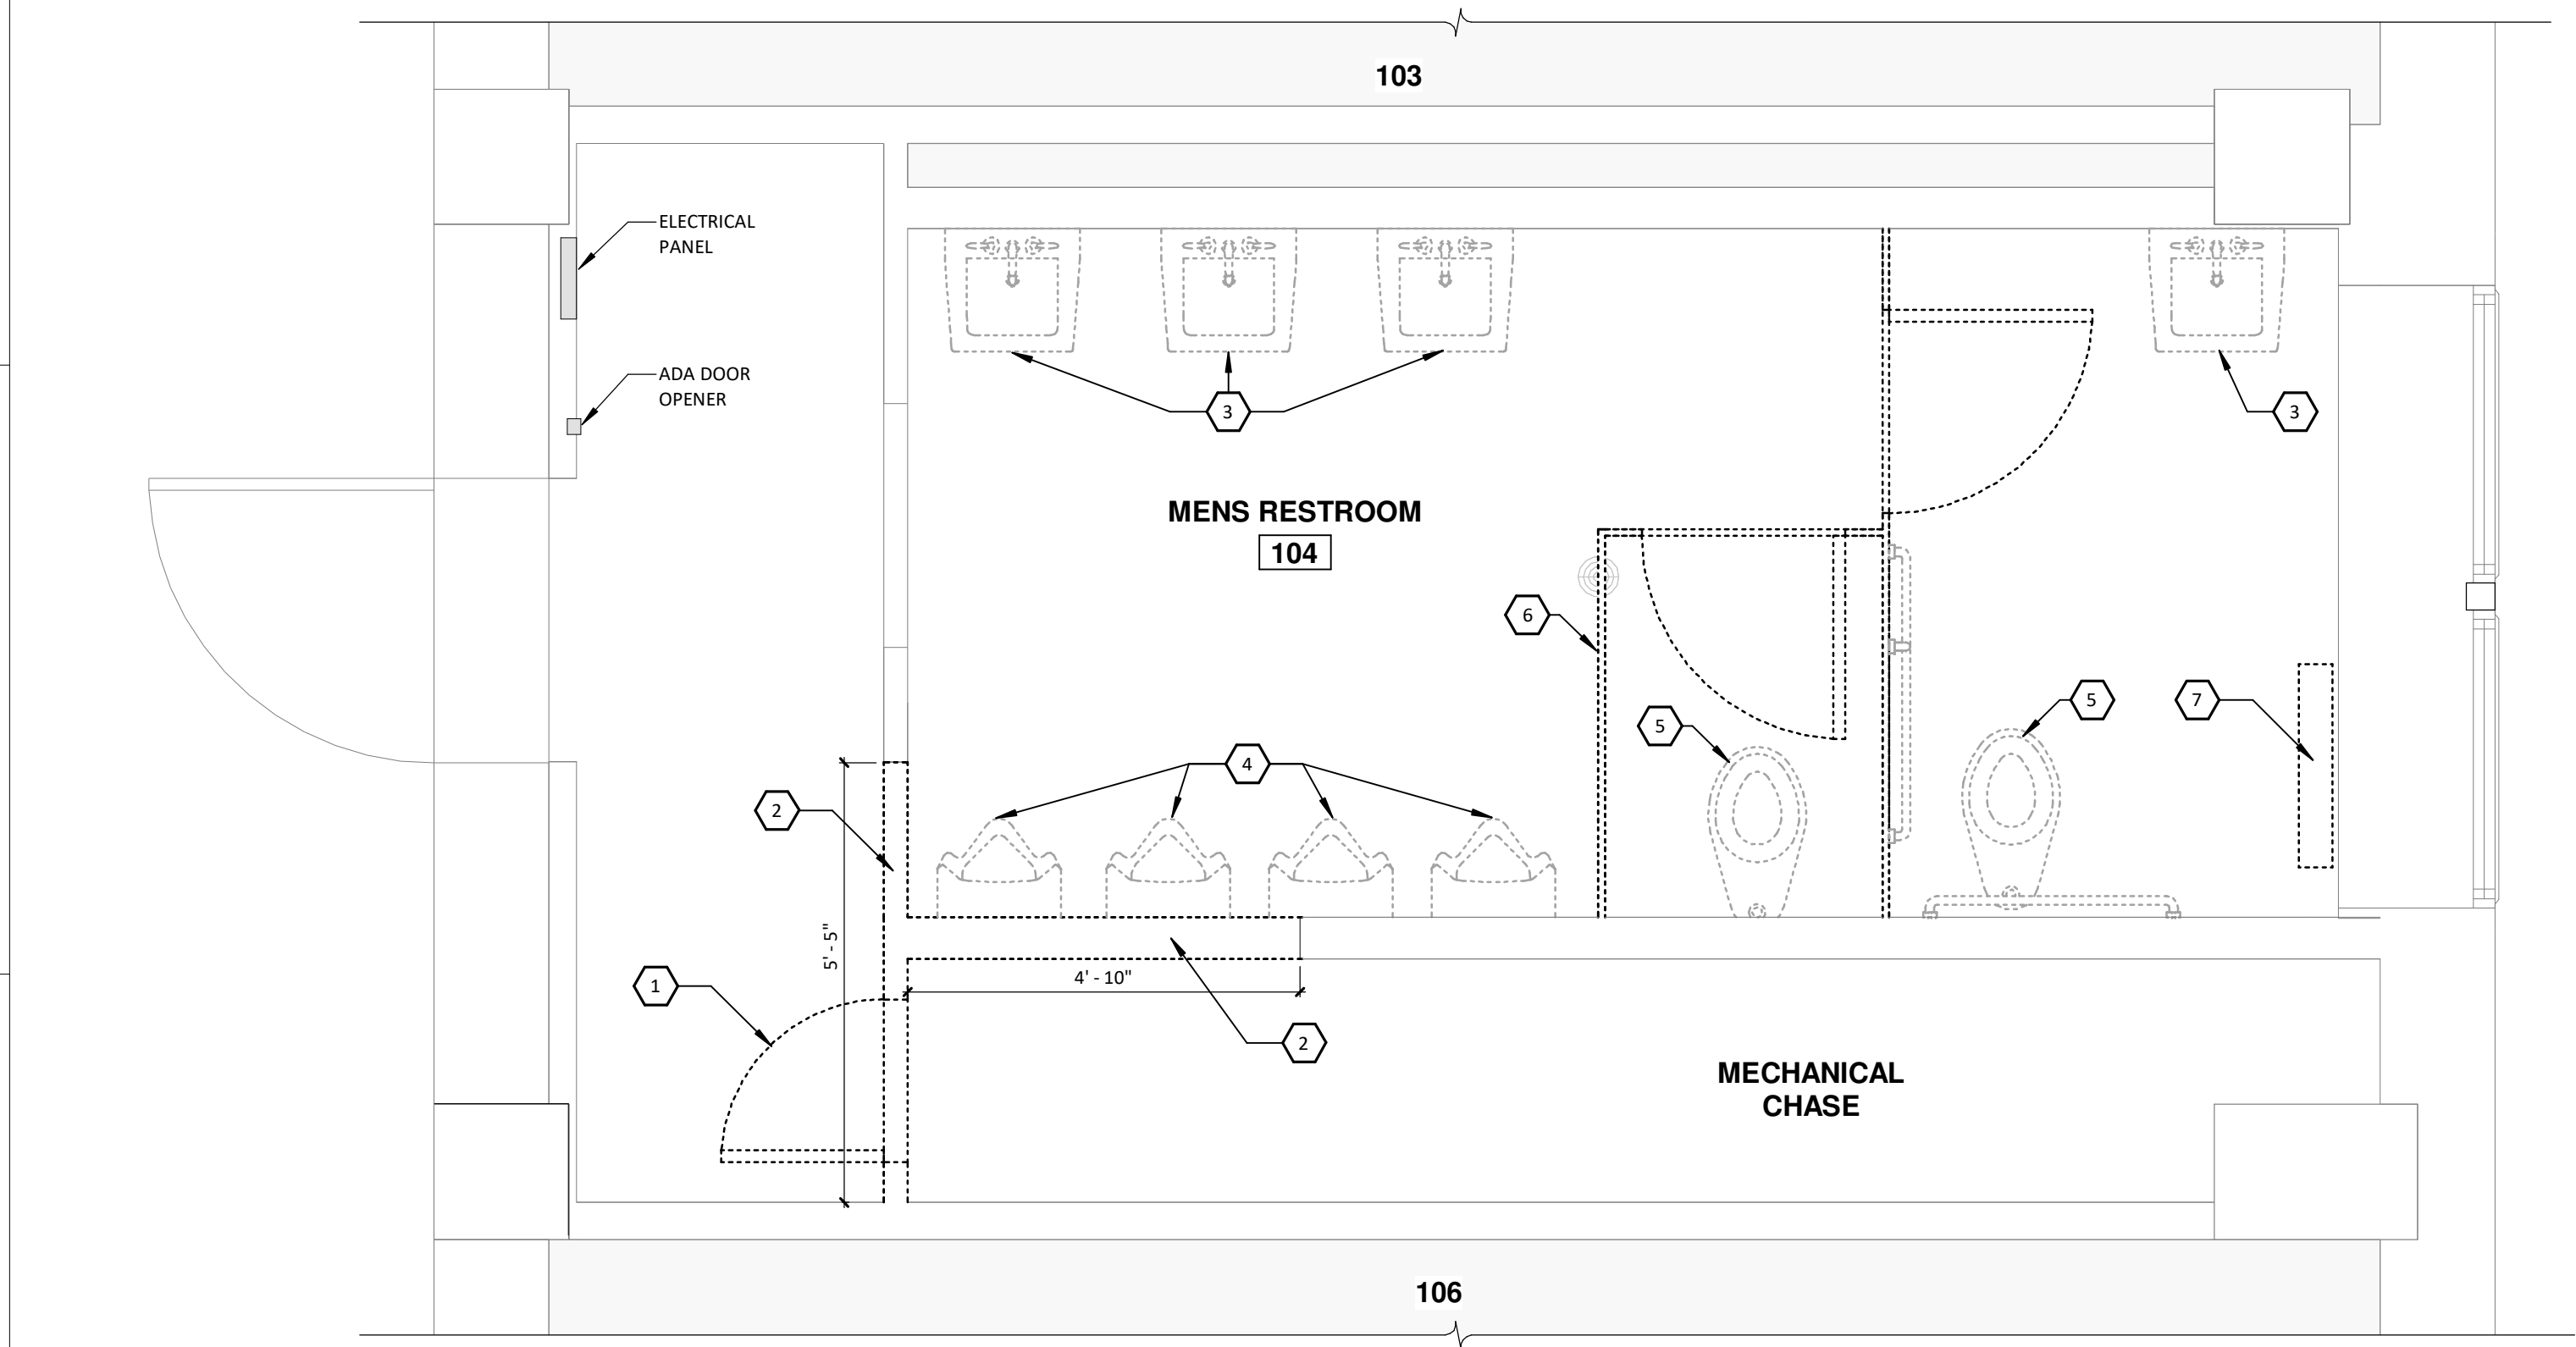 103
ELECTRICAL
PANEL
ADA DOOR
OPENER
3
3
MENS RESTROOM
104
6
5
7
5
4
2
5' - 5"
4' - 10"
1
2
MECHANICAL
CHASE
106